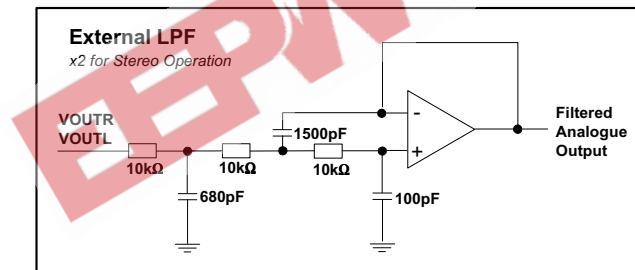 External LPF
x2 for Stereo Operation
VOUTR
VOUTL
10kΩ
680pF
10kΩ
1500pF
10kΩ
100pF
-
+
Filtered
Analogue
Output
EEPW